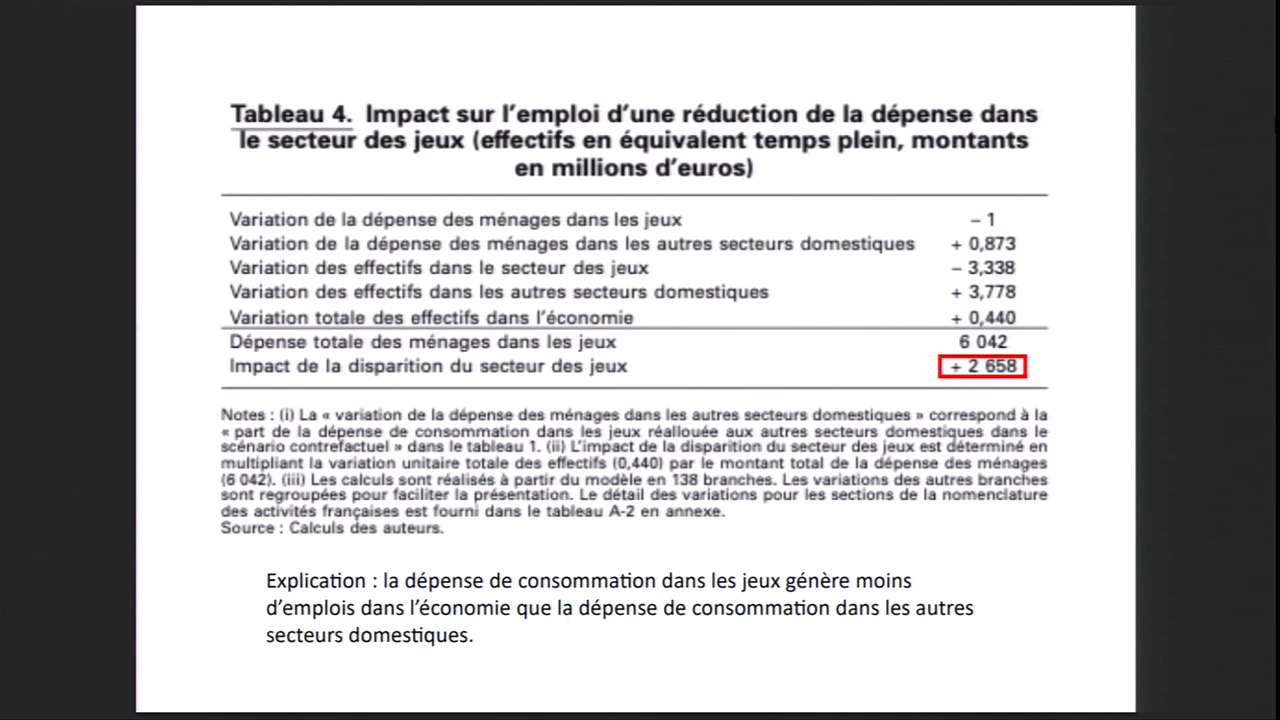 Tableau 4. Impact sur l'emploi d'une réduction de la dépense dans
le secteur des jeux (effectifs en équivalent temps plein, montants
en millions d'euros)
Variation de la dépense des ménages dans les jeux – 1
Variation de la dépense des ménages dans les autres secteurs domestiques + 0,873
Variation des effectifs dans le secteur des jeux – 3,338
Variation des effectifs dans les autres secteurs domestiques + 3,778
Variation totale des effectifs dans l'économie + 0,440
Dépense totale des ménages dans les jeux 6 042
Impact de la disparition du secteur des jeux + 2 658
Notes : (i) La « variation de la dépense des ménages dans les autres secteurs domestiques » correspond à la
« part de la dépense de consommation dans les jeux réallouée aux autres secteurs domestiques dans le
scénario contrefactuel » dans le tableau 1. (ii) L'impact de la disparition du secteur des jeux est déterminé en
multipliant la variation unitaire totale des effectifs (0,440) par le montant total de la dépense des ménages
(6 042). (iii) Les calculs sont réalisés à partir du modèle en 138 branches. Les variations des autres branches
sont regroupées pour faciliter la présentation. Le détail des variations pour les sections de la nomenclature
des activités françaises est fourni dans le tableau A-2 en annexe.
Source : Calculs des auteurs.
Explication : la dépense de consommation dans les jeux génère moins
d'emplois dans l'économie que la dépense de consommation dans les autres
secteurs domestiques.